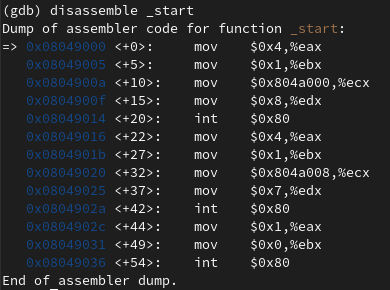 (gdb) disassemble _start
Dump of assembler code for function _start:
=> 0x08049000 <+0>:     mov    $0x4,%eax
   0x08049005 <+5>:     mov    $0x1,%ebx
   0x0804900a <+10>:    mov    $0x804a000,%ecx
   0x0804900f <+15>:    mov    $0x8,%edx
   0x08049014 <+20>:    int    $0x80
   0x08049016 <+22>:    mov    $0x4,%eax
   0x0804901b <+27>:    mov    $0x1,%ebx
   0x08049020 <+32>:    mov    $0x804a008,%ecx
   0x08049025 <+37>:    mov    $0x7,%edx
   0x0804902a <+42>:    int    $0x80
   0x0804902c <+44>:    mov    $0x1,%eax
   0x08049031 <+49>:    mov    $0x0,%ebx
   0x08049036 <+54>:    int    $0x80
End of assembler dump.